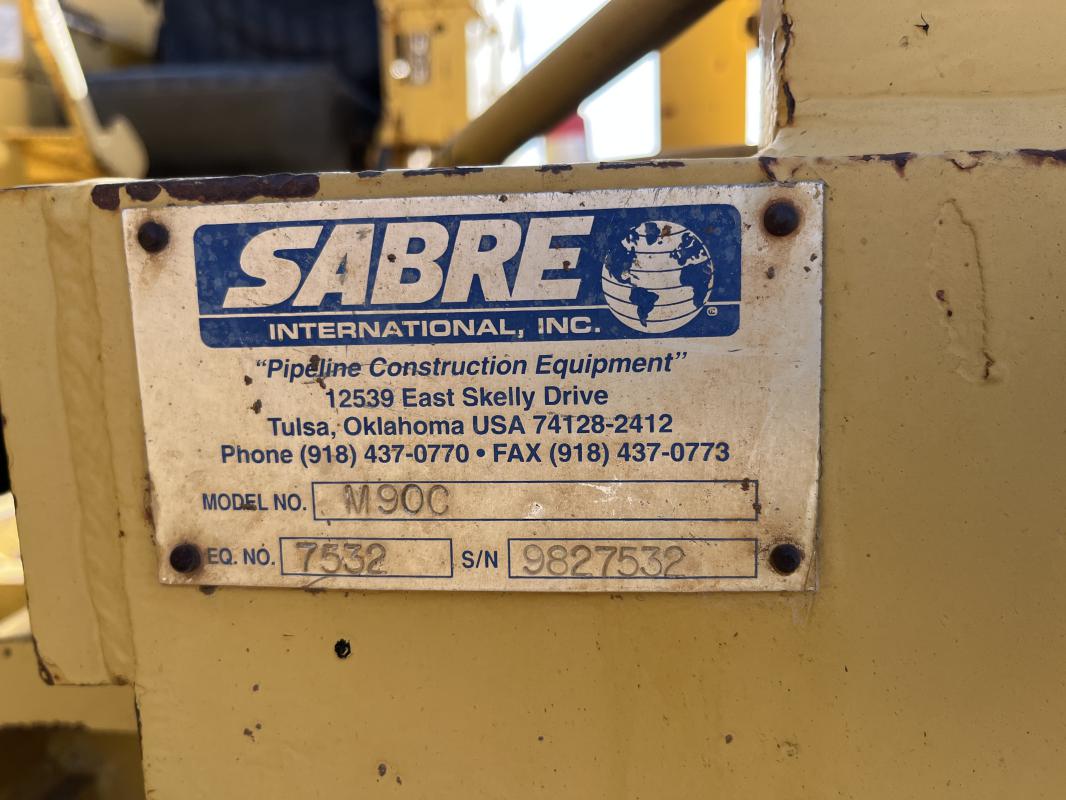 SABRE
INTERNATIONAL, INC.
"Pipeline Construction Equipment"
12539 East Skelly Drive
Tulsa, Oklahoma USA 74128-2412
Phone (918) 437-0770 • FAX (918) 437-0773
MODEL NO. M90C
EQ. NO. 7532 S/N 9827532